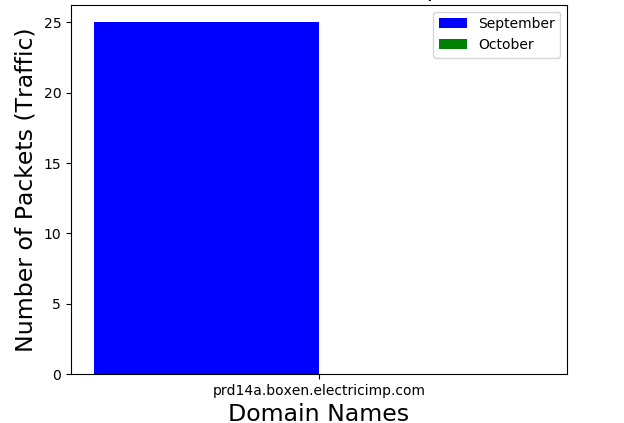 September
October
25
20
15
10
5
0
Number of Packets (Traffic)
prd14a.boxen.electricimp.com
Domain Names